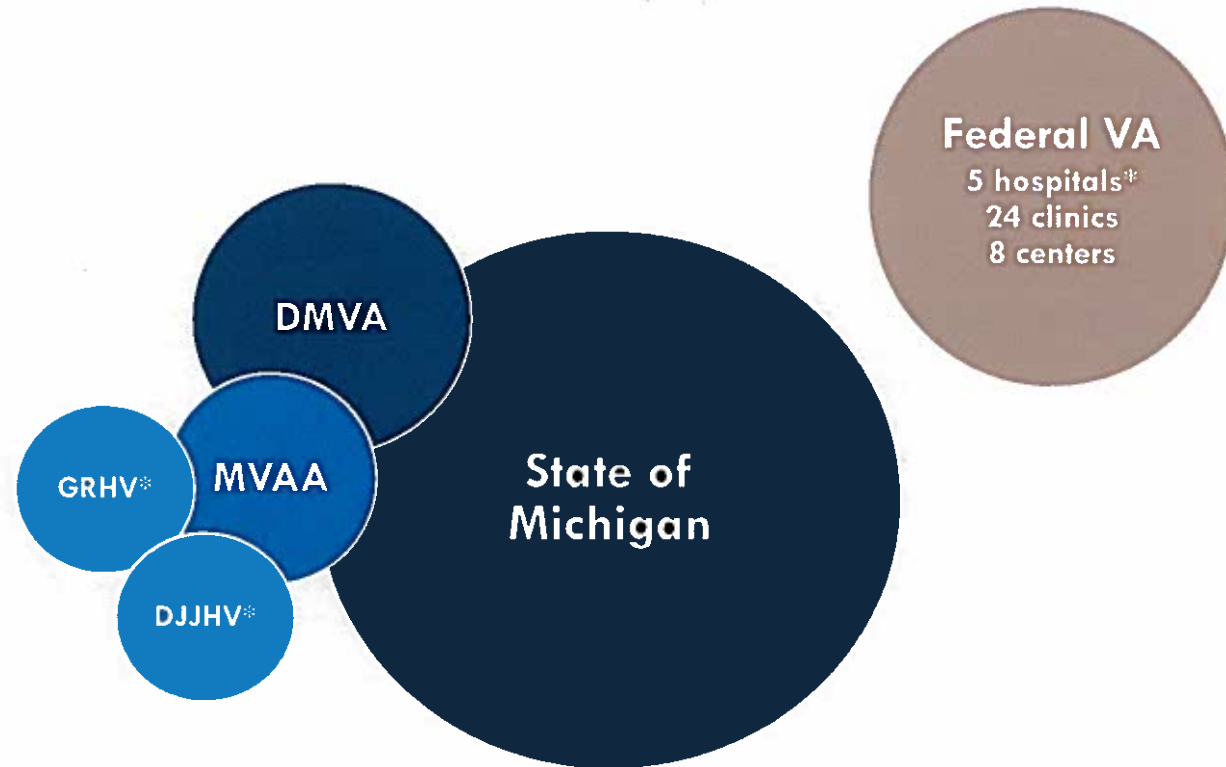 Federal VA
5 hospitals*
24 clinics
8 centers
DMVA
State of
Michigan
MVAA
GRHV*
DJJHV*